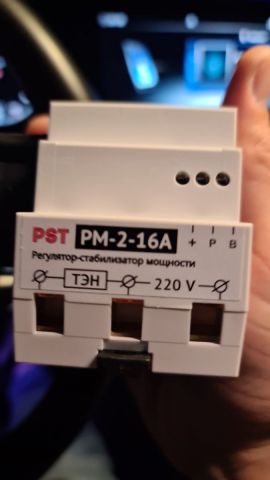 PST PM-2-16A
+ P B
Регулятор-стабилизатор мощности
ТЭН 220 V